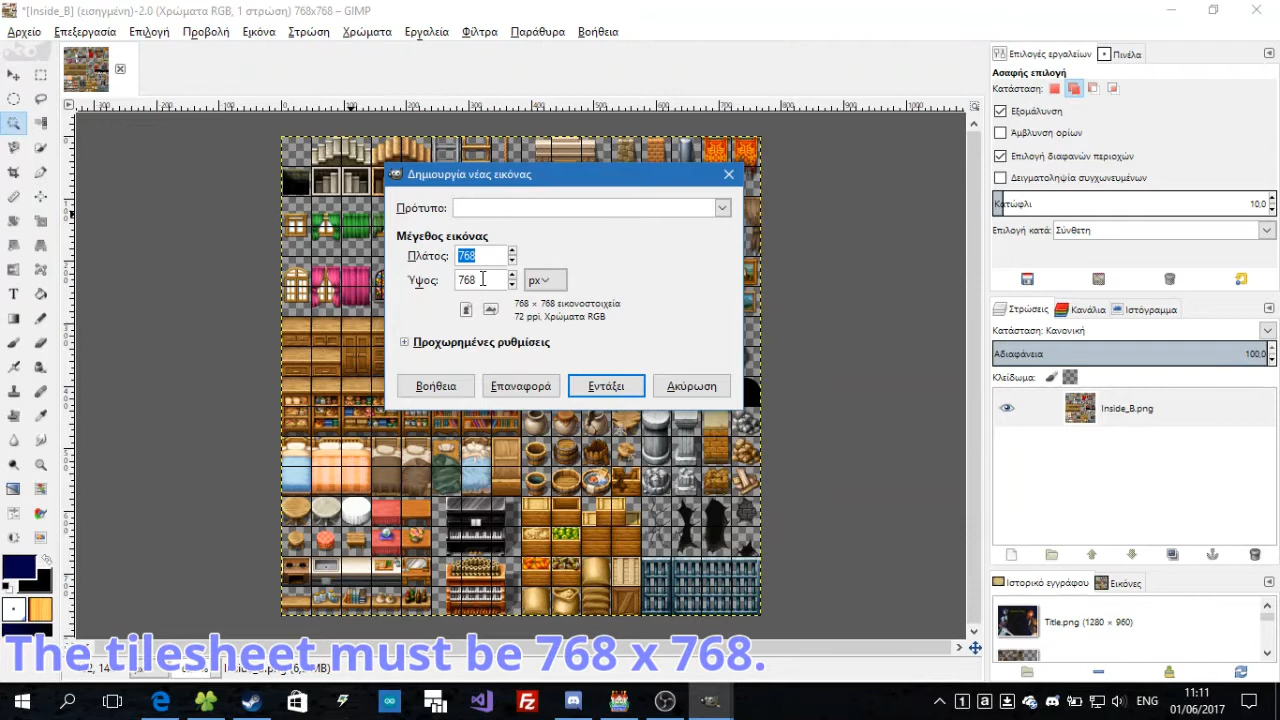 *[Inside_B] (εισηγμένη)-2.0 (Χρώματα RGB, 1 στρώση) 768x768 – GIMP
Αρχείο Επεξεργασία Επιλογή Προβολή Εικόνα Στρώση Χρώματα Εργαλεία Φίλτρα Παράθυρα Βοήθεια
Επιλογές εργαλείων Πινέλα
Ασαφής επιλογή
Κατάσταση:
Εξομάλυνση
Άμβλυνση ορίων
Επιλογή διαφανών περιοχών
Δειγματοληψία συγχωνευμένων
Κατώφλι 10,0
Επιλογή κατά: Σύνθετη
Δημιουργία νέας εικόνας
Πρότυπο:
Μέγεθος εικόνας
Πλάτος: 768
Ύψος: 768 px
768 × 768 εικονοστοιχεία
72 ppi, Χρώματα RGB
Προχωρημένες ρυθμίσεις
Βοήθεια Επαναφορά Εντάξει Ακύρωση
Στρώσεις Κανάλια Ιστόγραμμα
Κατάσταση: Κανονική
Αδιαφάνεια 100,0
Κλείδωμα:
Inside_B.png
Ιστορικό εγγράφου Εικόνες
Title.png (1280 × 960)
The tilesheet must be 768 x 768.
ENG
11:11
01/06/2017